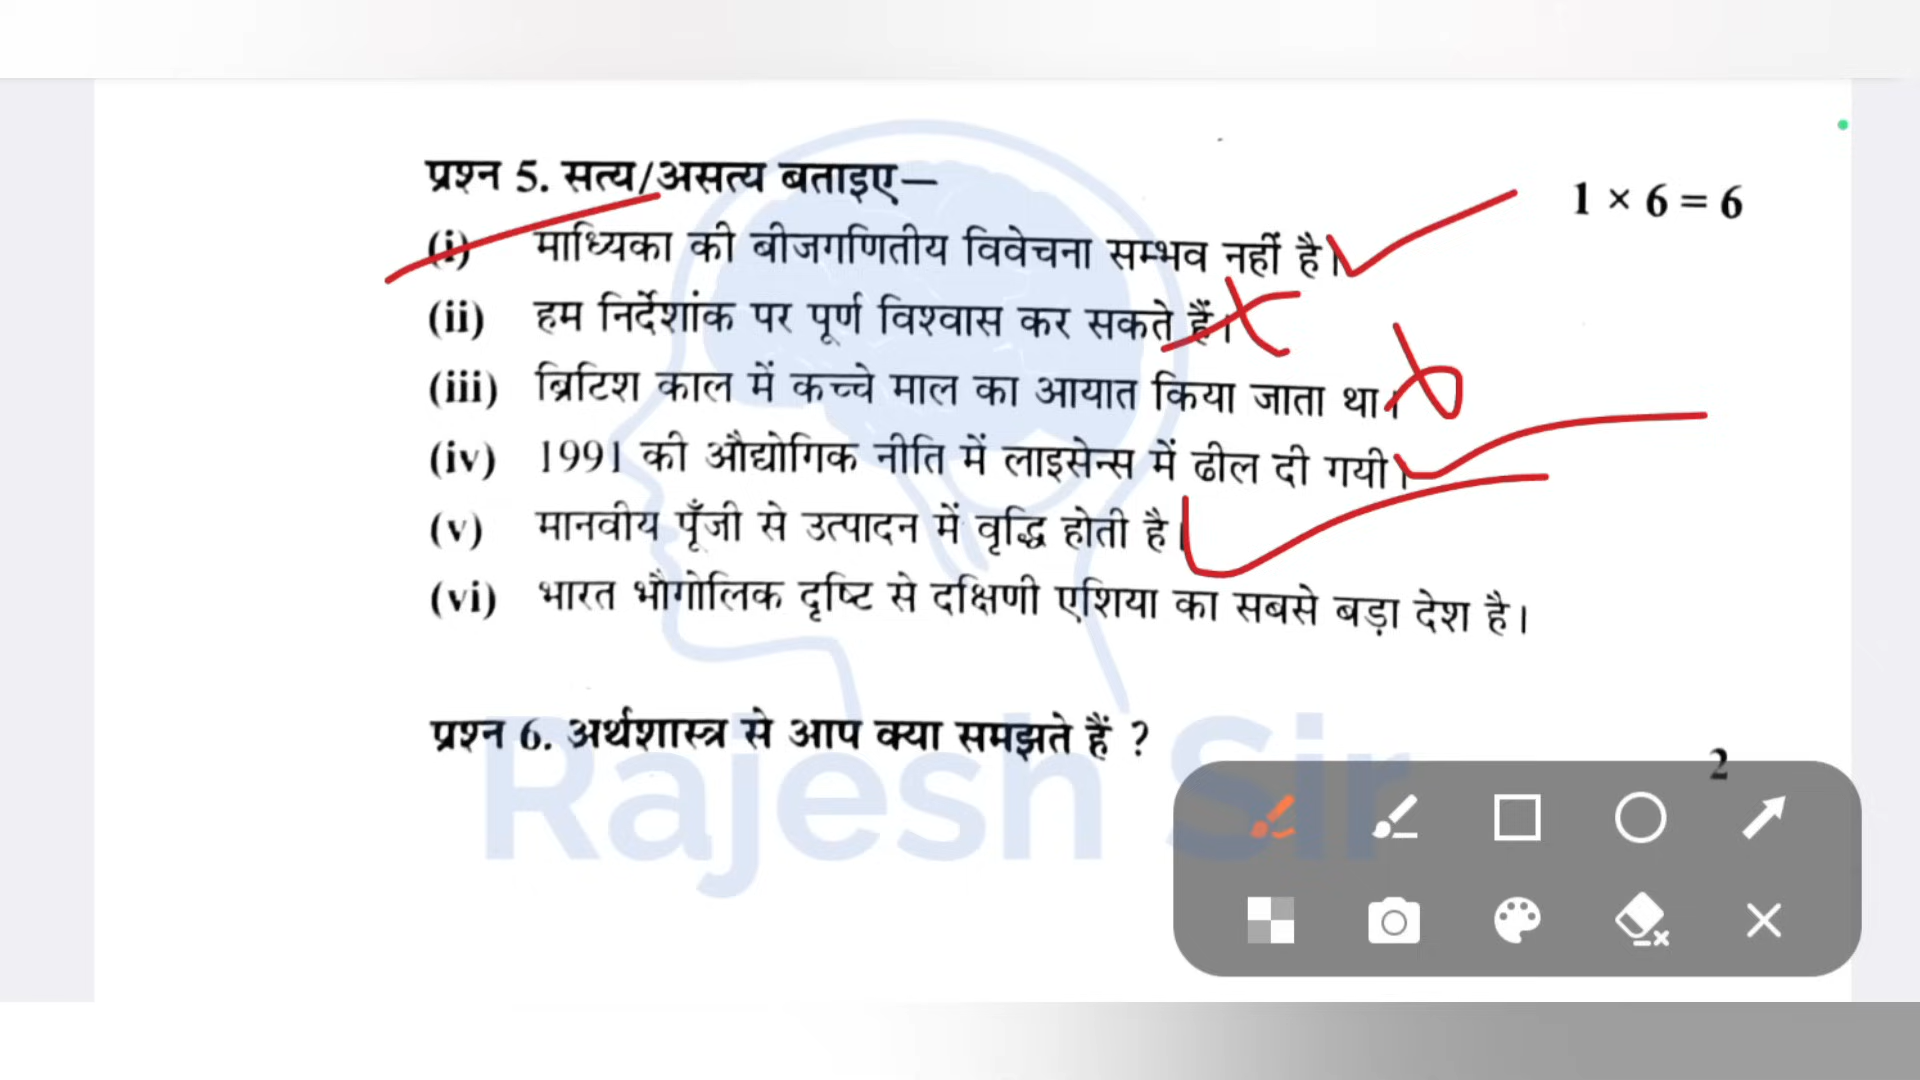 प्रश्न 5. सत्य/असत्य बताइए—
1 × 6 = 6
(i) माध्यिका की बीजगणितीय विवेचना सम्भव नहीं है।
(ii) हम निर्देशांक पर पूर्ण विश्वास कर सकते हैं।
(iii) ब्रिटिश काल में कच्चे माल का आयात किया जाता था।
(iv) 1991 की औद्योगिक नीति में लाइसेन्स में ढील दी गयी।
(v) मानवीय पूँजी से उत्पादन में वृद्धि होती है।
(vi) भारत भौगोलिक दृष्टि से दक्षिणी एशिया का सबसे बड़ा देश है।
प्रश्न 6. अर्थशास्त्र से आप क्या समझते हैं ?
2
Rajesh Sir